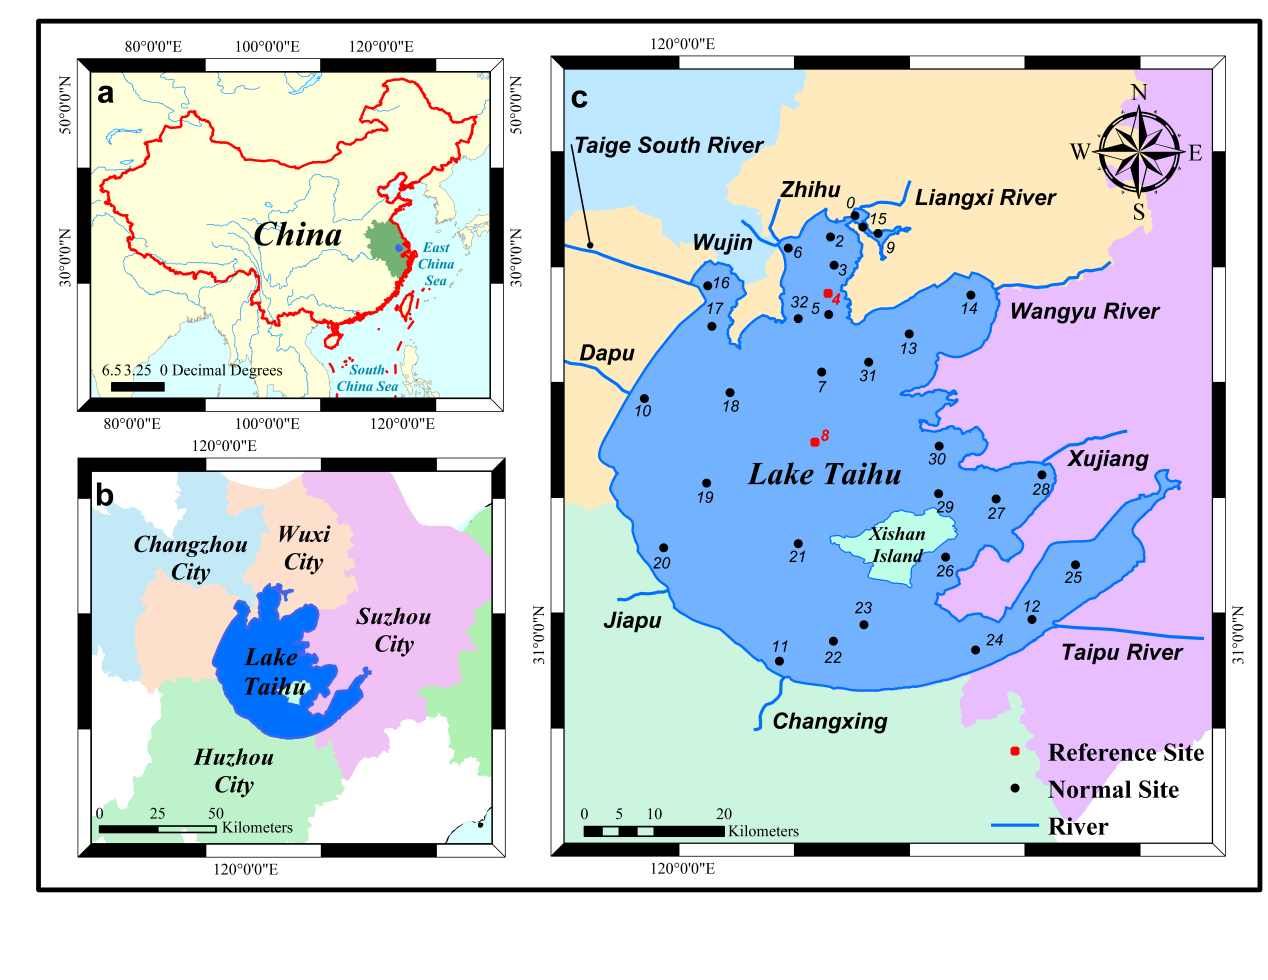 80°0'0"E 100°0'0"E 120°0'0"E
50°0'0"N
30°0'0"N
50°0'0"N
30°0'0"N
a
China
East
China
Sea
South
China Sea
6.5 3.25 0 Decimal Degrees
80°0'0"E 100°0'0"E 120°0'0"E
120°0'0"E
b
Changzhou
City
Wuxi
City
Suzhou
City
Lake
Taihu
Huzhou
City
0 25 50
Kilometers
120°0'0"E
120°0'0"E
c
N
W E
S
Taige South River
Zhihu
Liangxi River
Wujin
0
15
2
9
6
3
16
4
32 5
17
14
Wangyu River
13
Dapu
31
7
18
10
8
30
Xujiang
Lake Taihu
28
19
29
27
Xishan
Island
21
20
26
25
Jiapu
23
12
24
22
11
Taipu River
31°0'0"N
31°0'0"N
Changxing
Reference Site
Normal Site
River
0 5 10 20
Kilometers
120°0'0"E